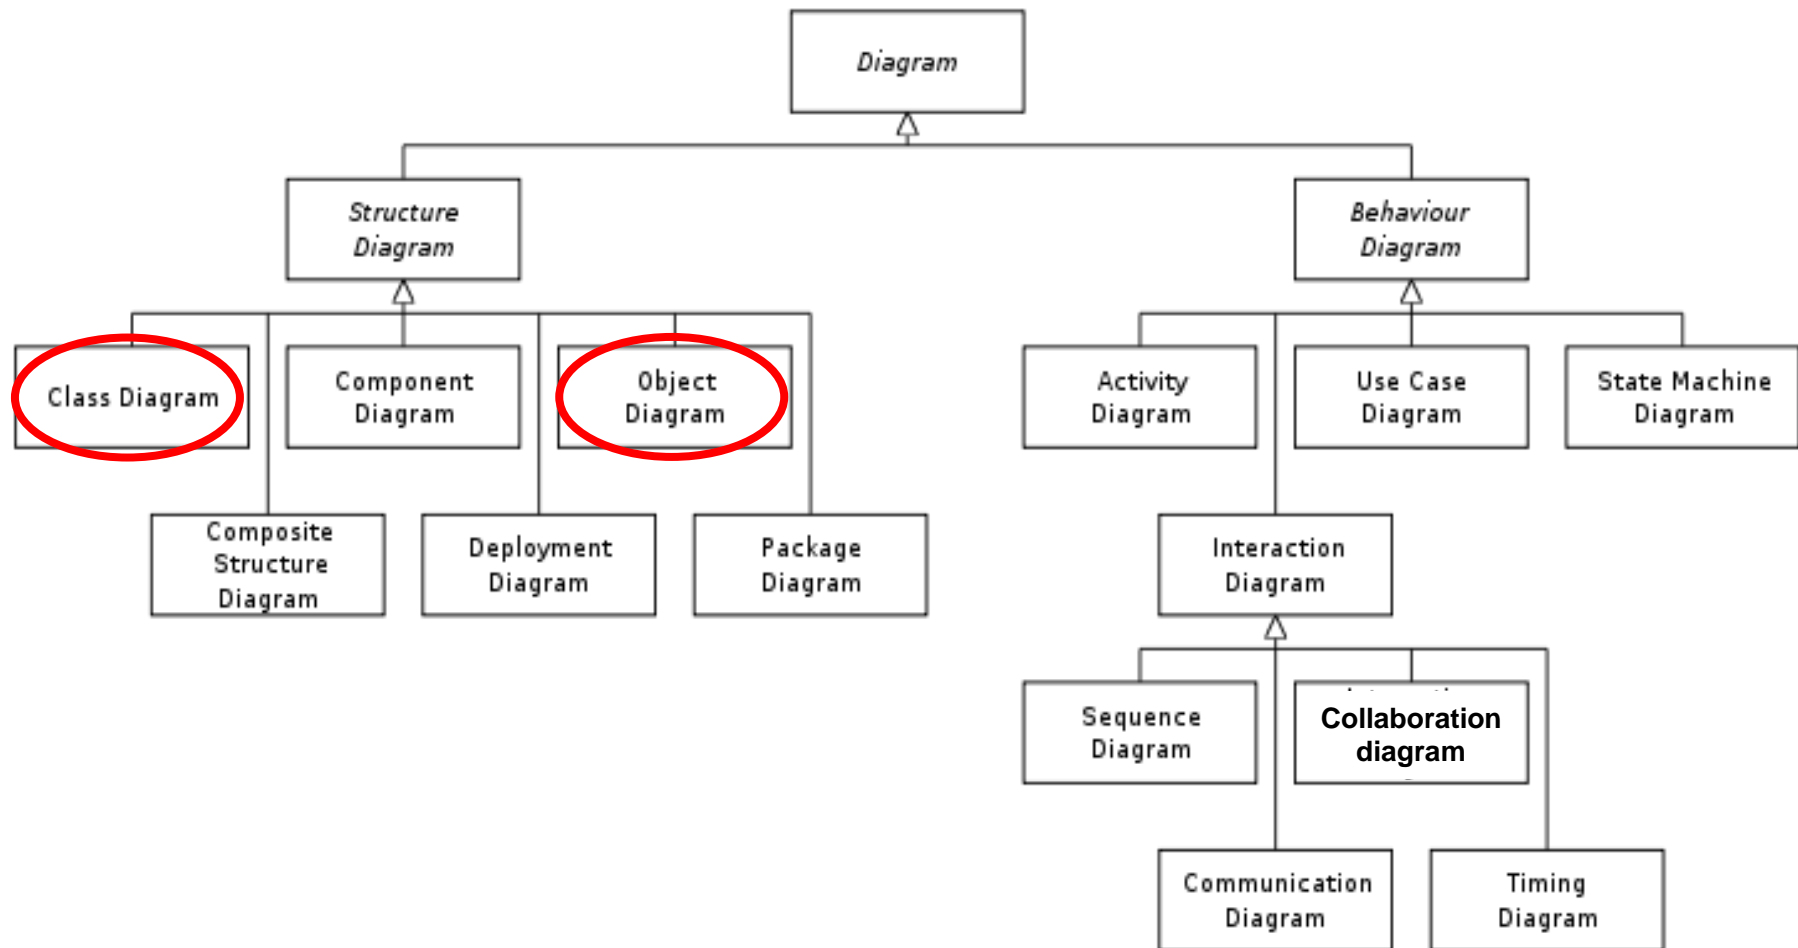 Diagram
Structure
Diagram
Behaviour
Diagram
Class Diagram
Component
Diagram
Object
Diagram
Activity
Diagram
Use Case
Diagram
State Machine
Diagram
Composite
Structure
Diagram
Deployment
Diagram
Package
Diagram
Interaction
Diagram
Sequence
Diagram
Collaboration
diagram
Communication
Diagram
Timing
Diagram